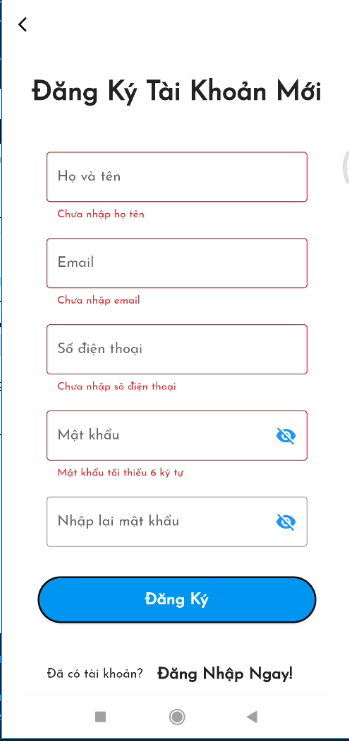 Đăng Ký Tài Khoản Mới
Họ và tên
Chưa nhập họ tên
Email
Chưa nhập email
Số điện thoại
Chưa nhập số điện thoại
Mật khẩu
Mật khẩu tối thiểu 6 ký tự
Nhập lại mật khẩu
Đăng Ký
Đã có tài khoản? Đăng Nhập Ngay!